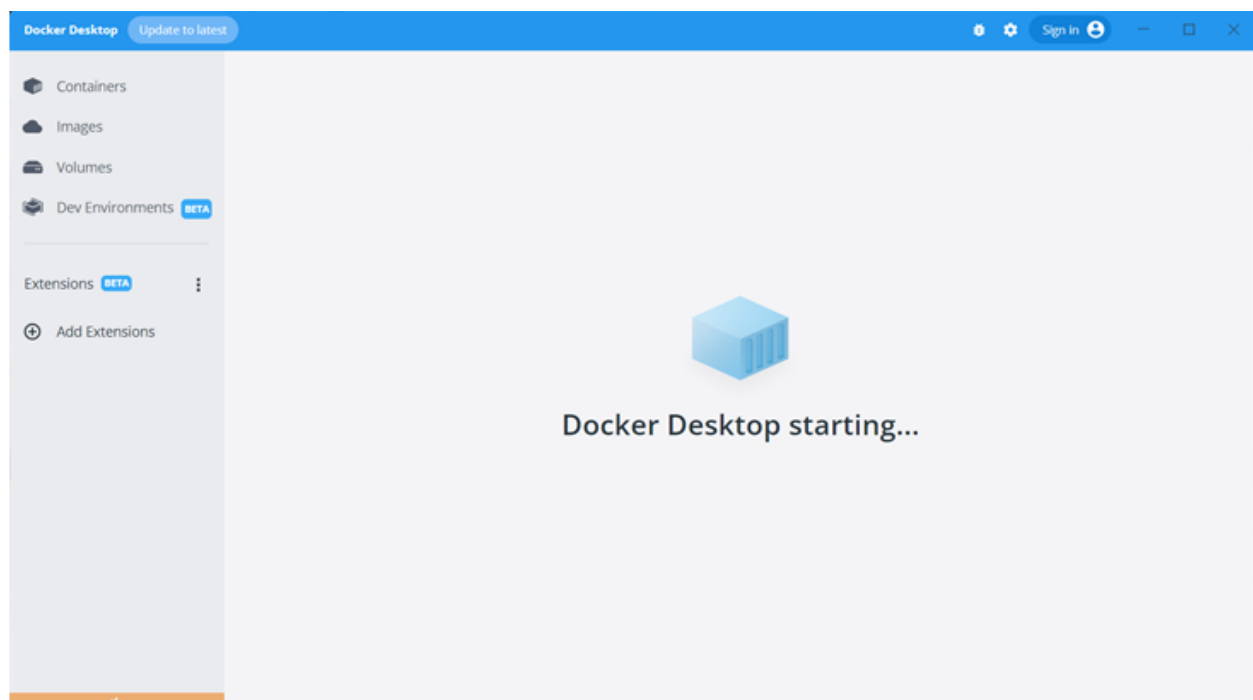 Docker Desktop Update to latest Sign in
Containers
Images
Volumes
Dev Environments BETA
Extensions BETA
Add Extensions
Docker Desktop starting...